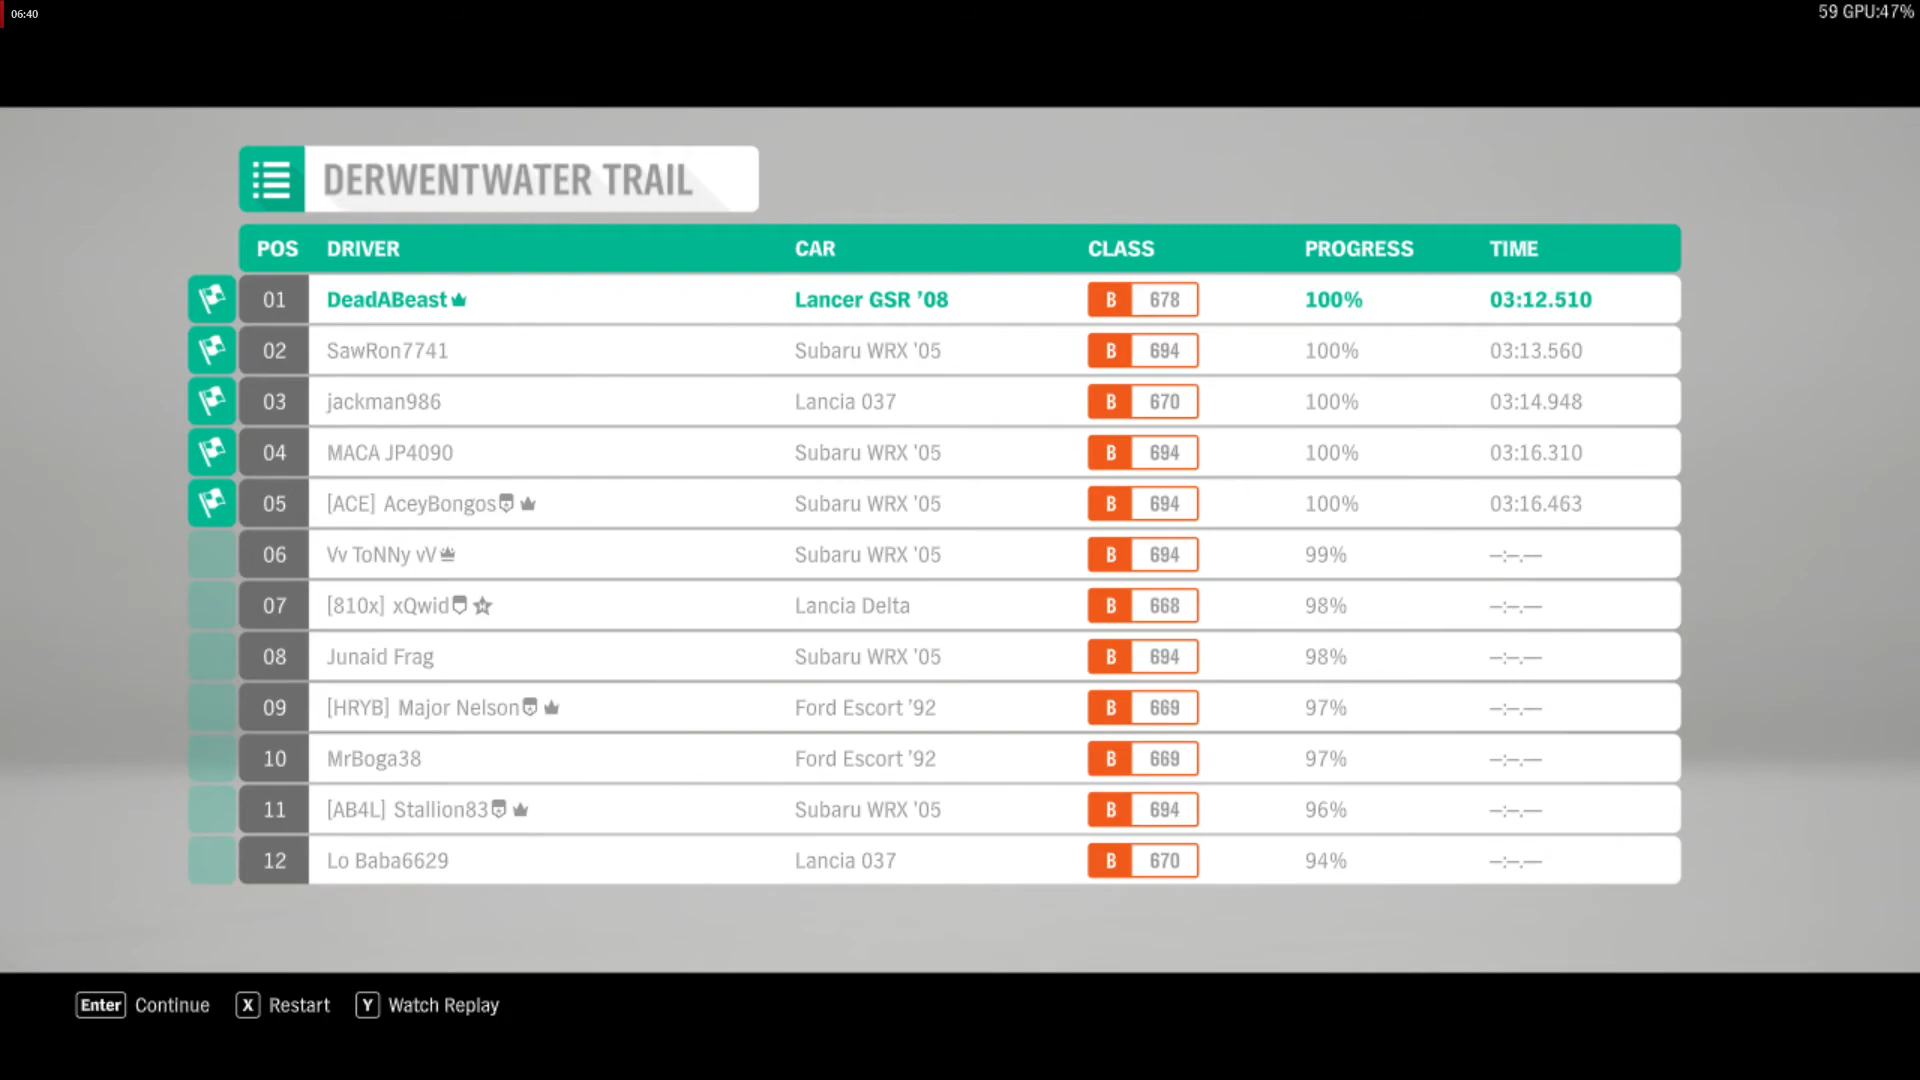 06:40
59 GPU:47%
DERWENTWATER TRAIL
POS DRIVER CAR CLASS PROGRESS TIME
01 DeadABeast Lancer GSR ’08 B 678 100% 03:12.510
02 SawRon7741 Subaru WRX ’05 B 694 100% 03:13.560
03 jackman986 Lancia 037 B 670 100% 03:14.948
04 MACA JP4090 Subaru WRX ’05 B 694 100% 03:16.310
05 [ACE] AceyBongos Subaru WRX ’05 B 694 100% 03:16.463
06 Vv ToNNy vV Subaru WRX ’05 B 694 99% –:–.––
07 [810x] xQwid Lancia Delta B 668 98% –:–.––
08 Junaid Frag Subaru WRX ’05 B 694 98% –:–.––
09 [HRYB] Major Nelson Ford Escort ’92 B 669 97% –:–.––
10 MrBoga38 Ford Escort ’92 B 669 97% –:–.––
11 [AB4L] Stallion83 Subaru WRX ’05 B 694 96% –:–.––
12 Lo Baba6629 Lancia 037 B 670 94% –:–.––
Enter Continue X Restart Y Watch Replay